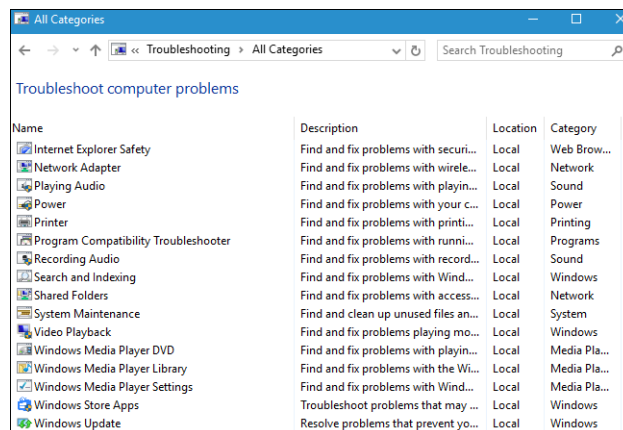 All Categories
« Troubleshooting › All Categories Search Troubleshooting
Troubleshoot computer problems
Name Description Location Category
Internet Explorer Safety Find and fix problems with securi... Local Web Brow...
Network Adapter Find and fix problems with wirele... Local Network
Playing Audio Find and fix problems with playin... Local Sound
Power Find and fix problems with your c... Local Power
Printer Find and fix problems with printi... Local Printing
Program Compatibility Troubleshooter Find and fix problems with runni... Local Programs
Recording Audio Find and fix problems with record... Local Sound
Search and Indexing Find and fix problems with Wind... Local Windows
Shared Folders Find and fix problems with access... Local Network
System Maintenance Find and clean up unused files an... Local System
Video Playback Find and fix problems playing mo... Local Windows
Windows Media Player DVD Find and fix problems with playin... Local Media Pla...
Windows Media Player Library Find and fix problems with the Wi... Local Media Pla...
Windows Media Player Settings Find and fix problems with Wind... Local Media Pla...
Windows Store Apps Troubleshoot problems that may ... Local Windows
Windows Update Resolve problems that prevent yo... Local Windows